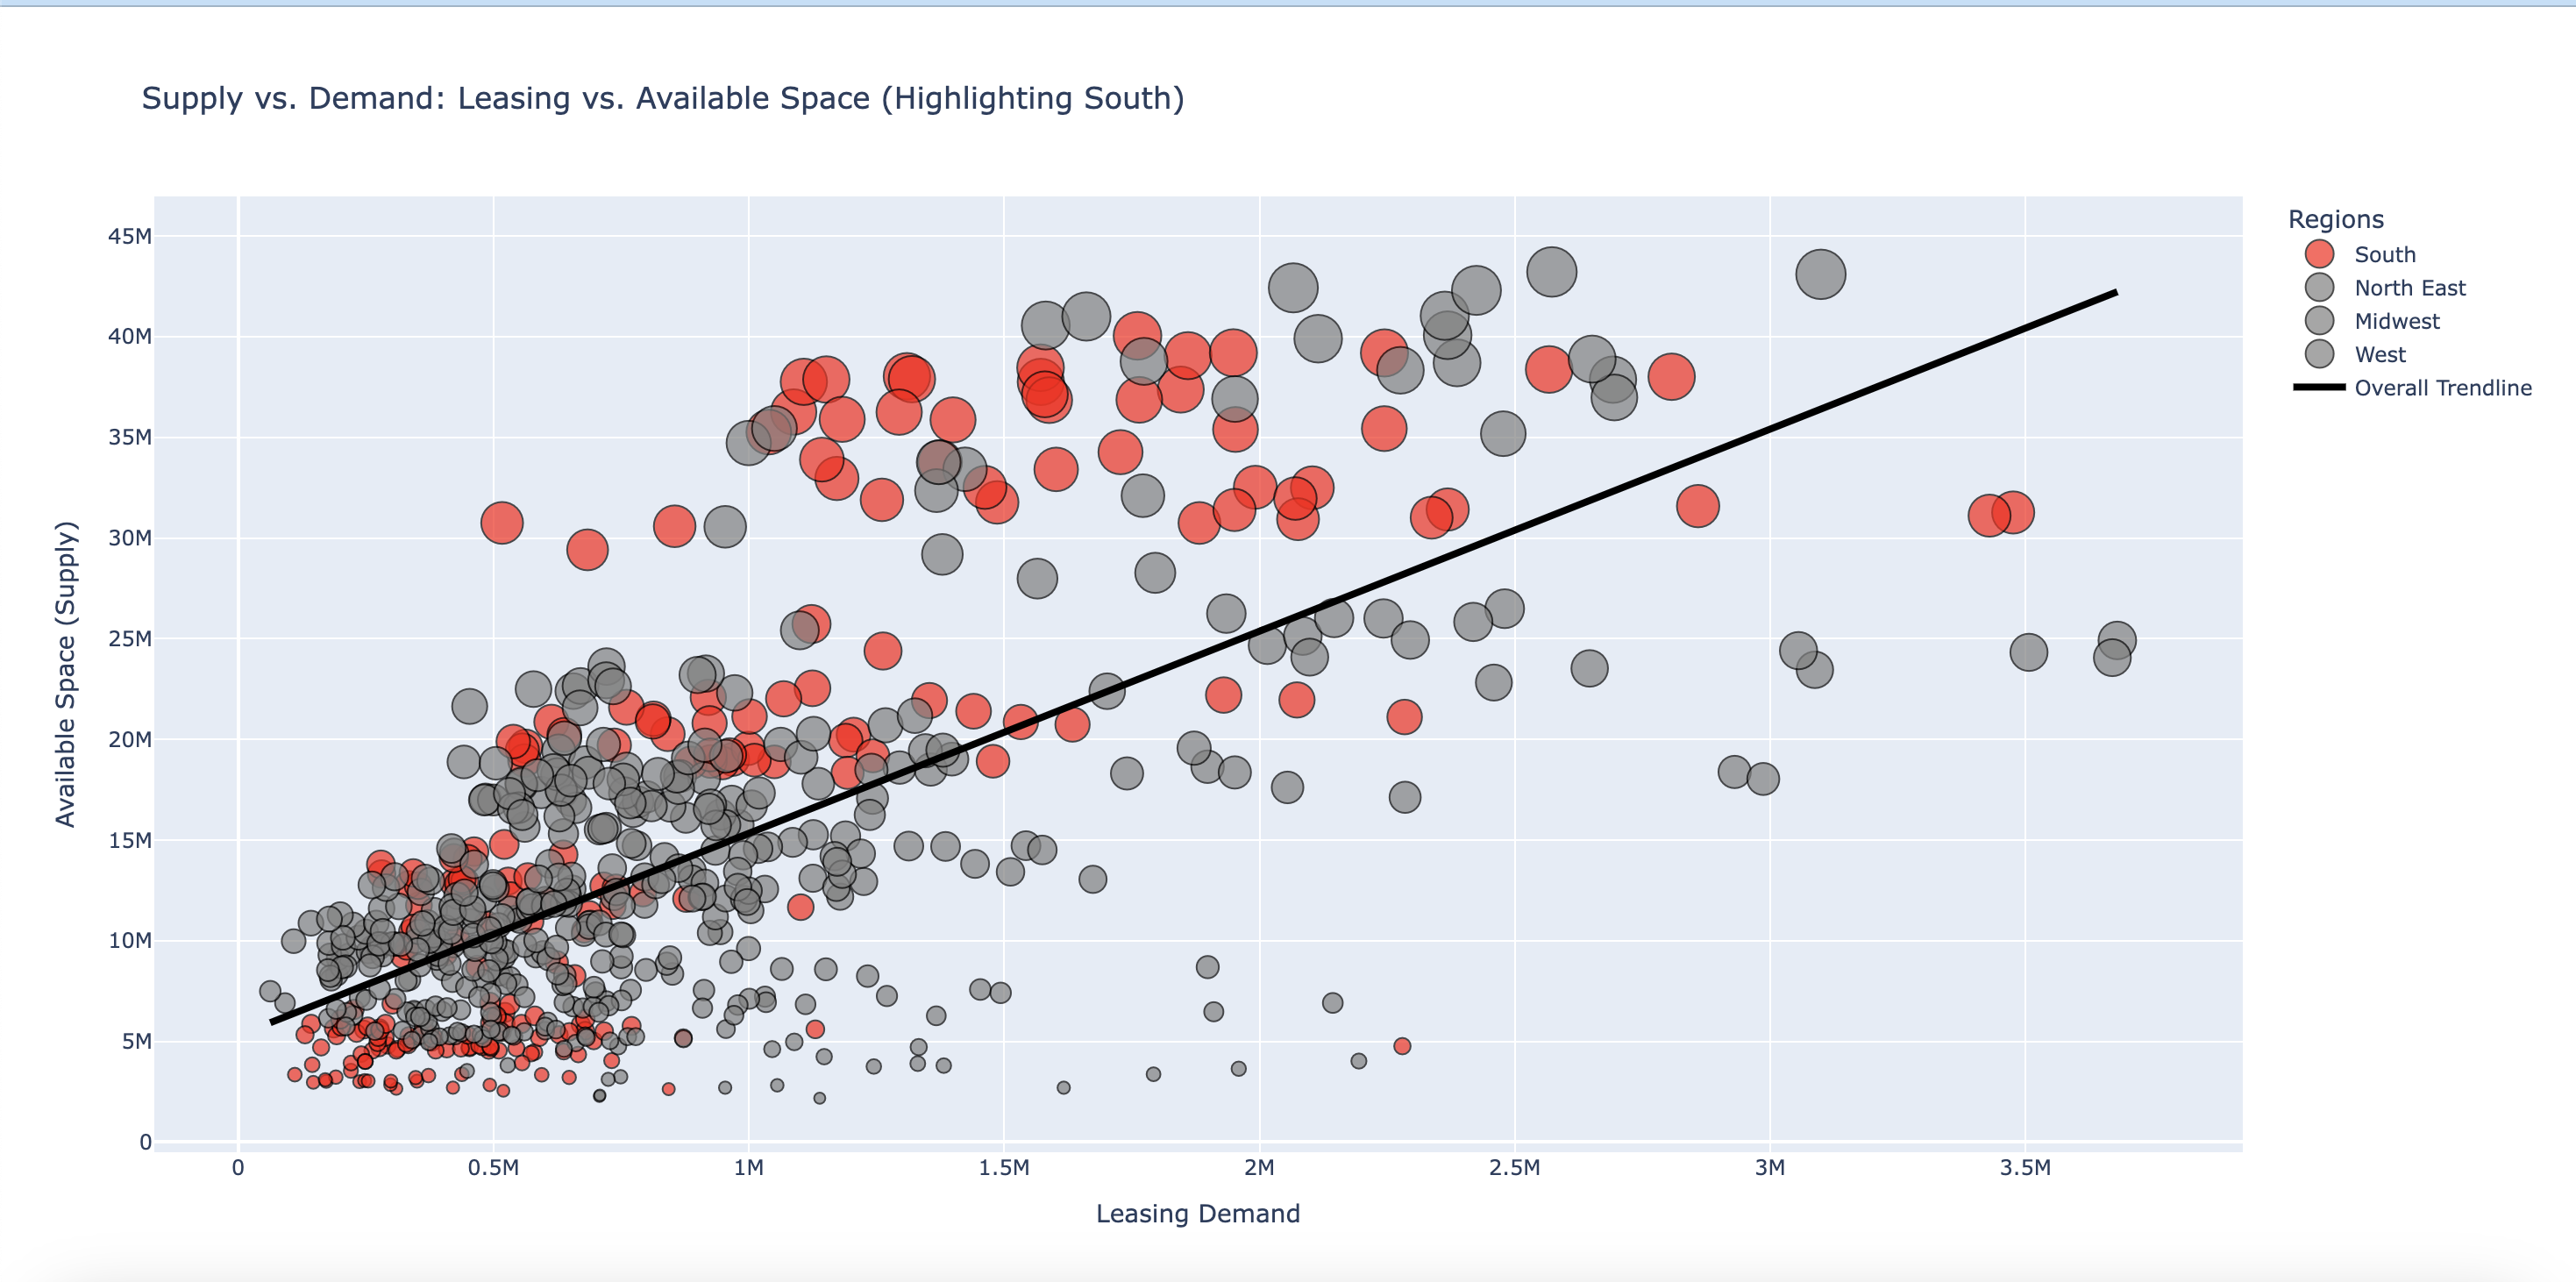 Supply vs. Demand: Leasing vs. Available Space (Highlighting South)
Regions
South
North East
Midwest
West
Overall Trendline
Available Space (Supply)
45M
40M
35M
30M
25M
20M
15M
10M
5M
0
0 0.5M 1M 1.5M 2M 2.5M 3M 3.5M
Leasing Demand